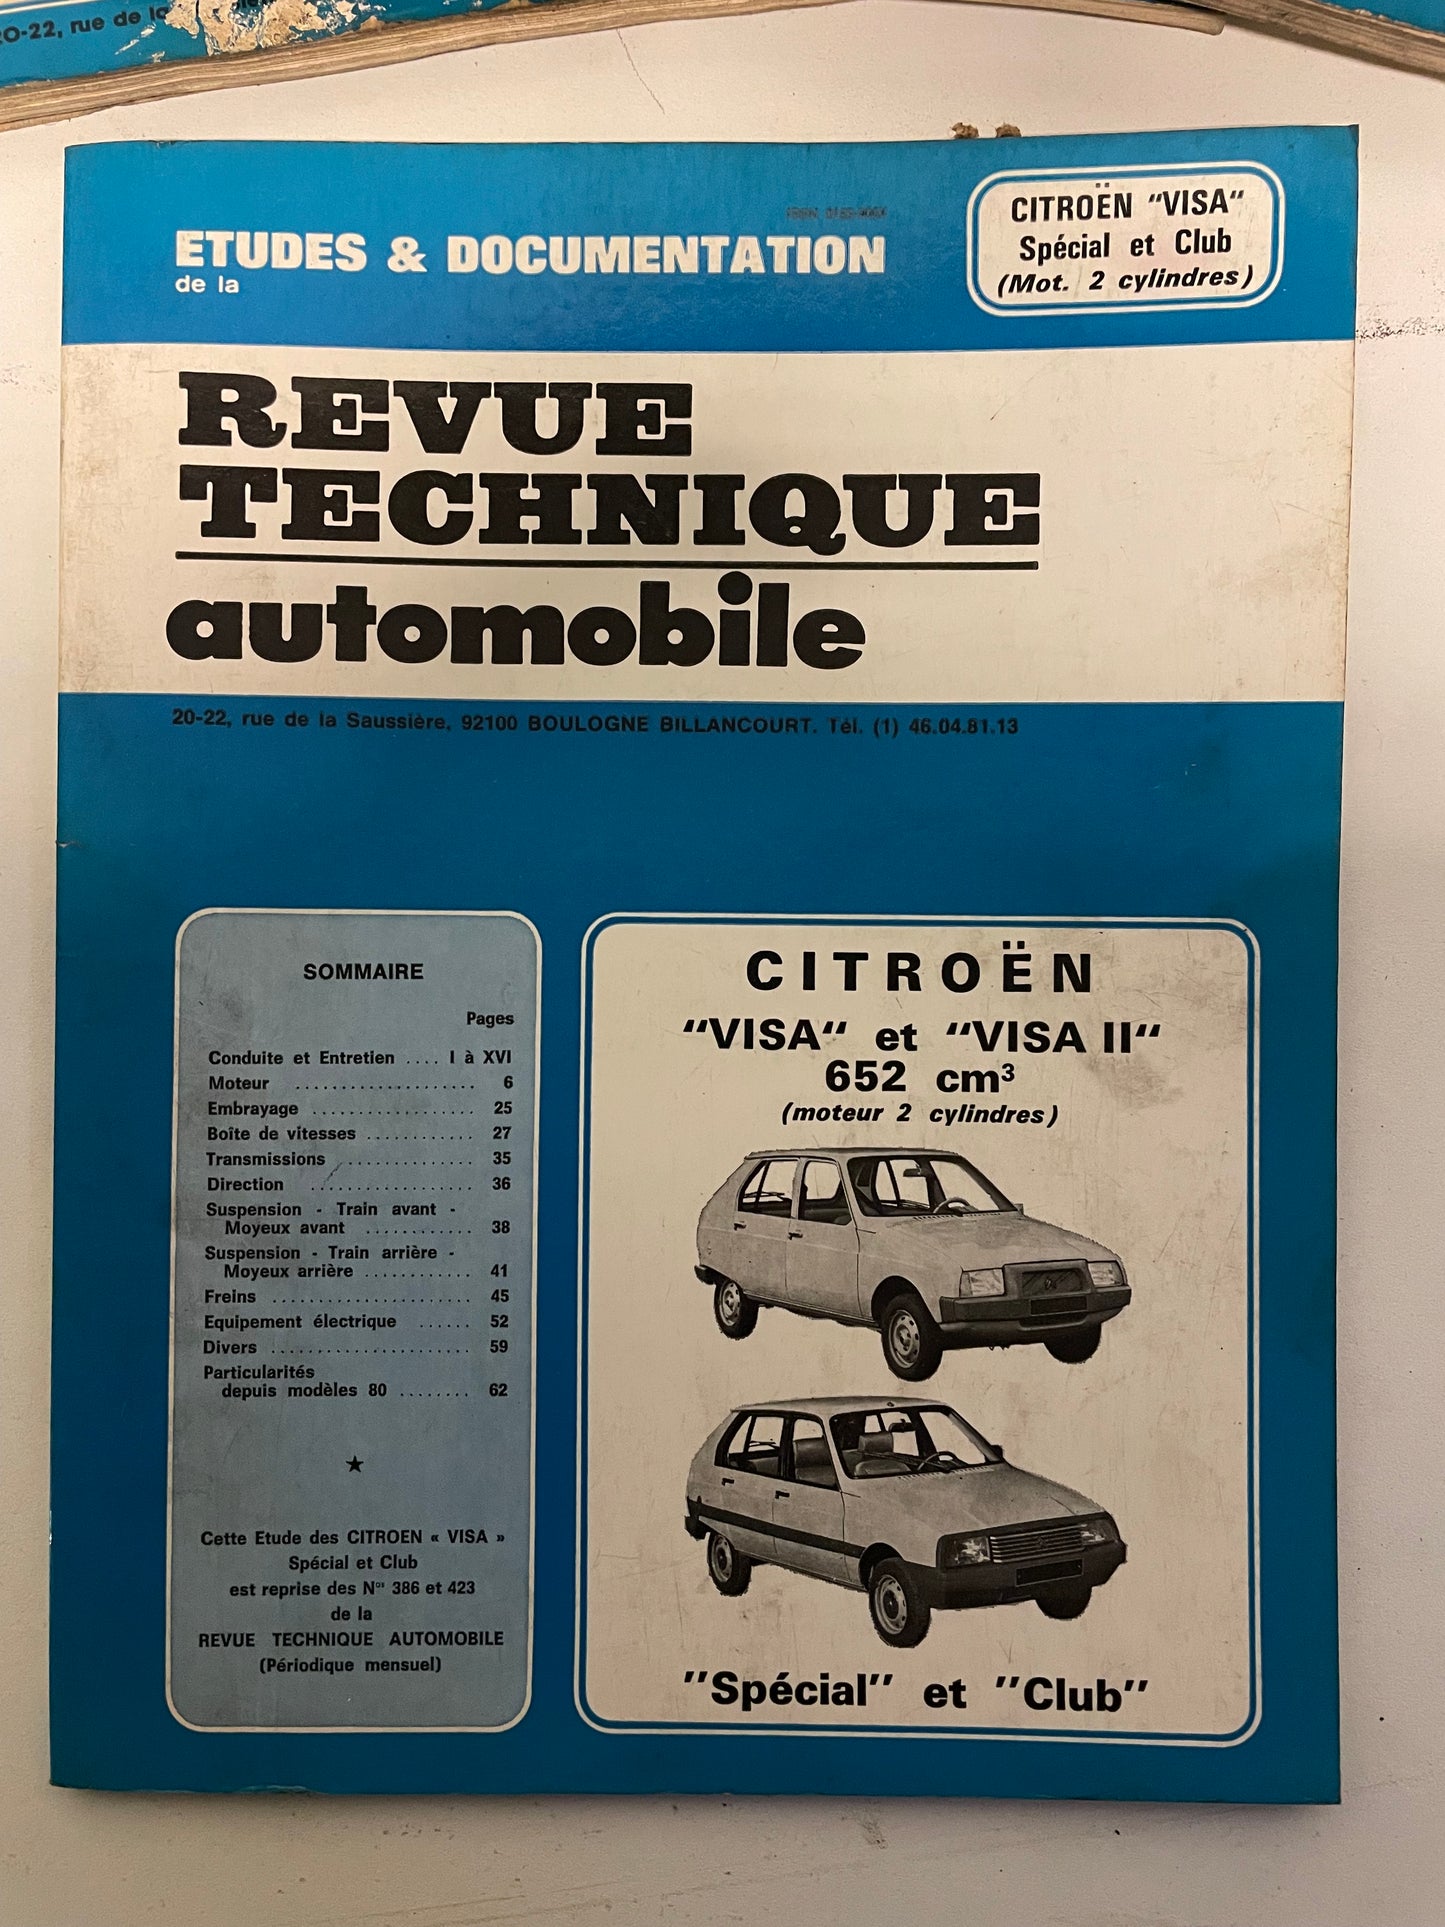 20-22, rue de la
CITROËN "VISA"
Spécial et Club
(Mot. 2 cylindres)
ETUDES & DOCUMENTATION
de la
REVUE
TECHNIQUE
automobile
20-22, rue de la Saussière, 92100 BOULOGNE BILLANCOURT. Tél. (1) 46.04.81.13
SOMMAIRE
Pages
Conduite et Entretien .... I à XVI
Moteur .................... 6
Embrayage .................. 25
Boîte de vitesses ............ 27
Transmissions .............. 35
Direction .................. 36
Suspension - Train avant -
Moyeux avant ............ 38
Suspension - Train arrière -
Moyeux arrière ............ 41
Freins ...................... 45
Equipement électrique ...... 52
Divers ...................... 59
Particularités
depuis modèles 80 ........ 62
★
Cette Etude des CITROEN « VISA »
Spécial et Club
est reprise des Nos 386 et 423
de la
REVUE TECHNIQUE AUTOMOBILE
(Périodique mensuel)
CITROËN
"VISA" et "VISA II"
652 cm³
(moteur 2 cylindres)
"Spécial" et "Club"